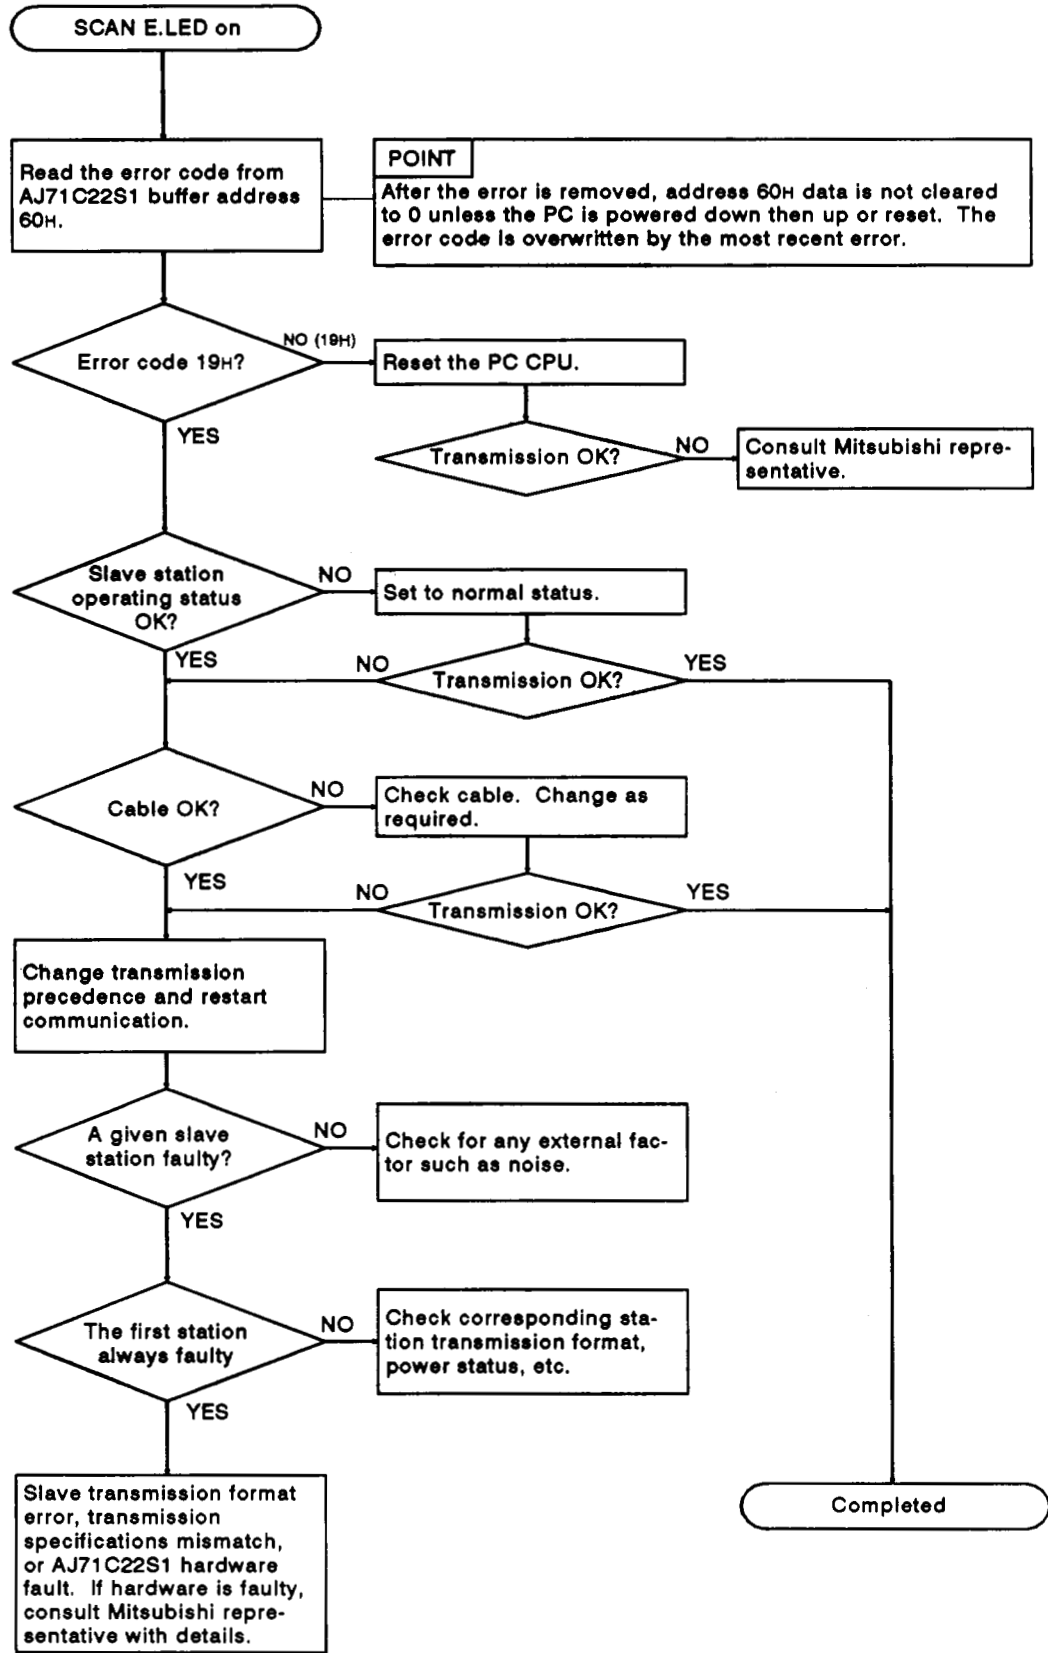 SCAN E.LED on
Read the error code from
AJ71C22S1 buffer address
60H.
POINT
After the error is removed, address 60H data is not cleared
to 0 unless the PC is powered down then up or reset. The
error code is overwritten by the most recent error.
Error code 19H?
NO (19H)
Reset the PC CPU.
YES
Transmission OK?
NO
Consult Mitsubishi repre-
sentative.
Slave station
operating status
OK?
NO
Set to normal status.
YES
NO
Transmission OK?
YES
Cable OK?
NO
Check cable. Change as
required.
YES
NO
Transmission OK?
YES
Change transmission
precedence and restart
communication.
A given slave
station faulty?
NO
Check for any external fac-
tor such as noise.
YES
The first station
always faulty
NO
Check corresponding sta-
tion transmission format,
power status, etc.
YES
Slave transmission format
error, transmission
specifications mismatch,
or AJ71C22S1 hardware
fault. If hardware is faulty,
consult Mitsubishi repre-
sentative with details.
Completed